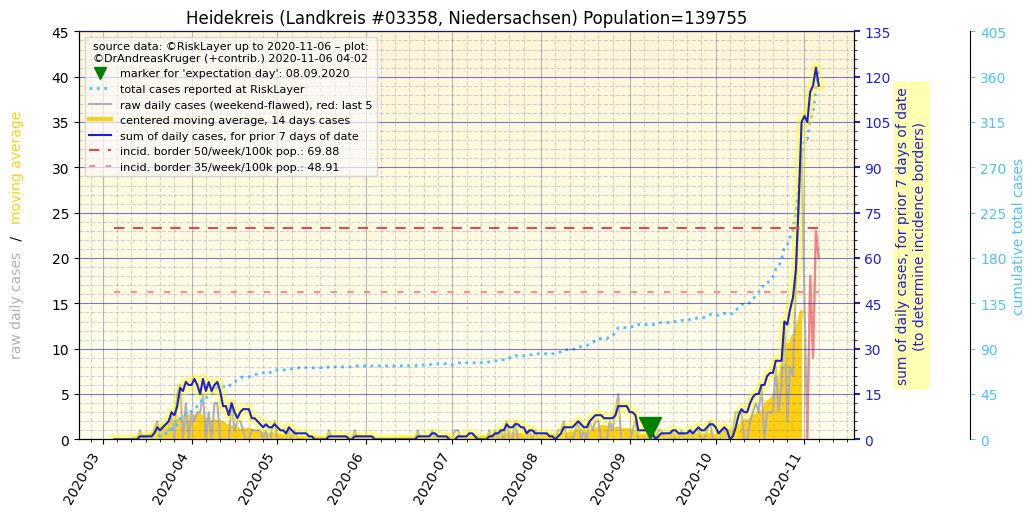 Heidekreis (Landkreis #03358, Niedersachsen) Population=139755
source data: ©RiskLayer up to 2020-11-06 – plot:
©DrAndreasKruger (+contrib.) 2020-11-06 04:02
marker for 'expectation day': 08.09.2020
total cases reported at RiskLayer
raw daily cases (weekend-flawed), red: last 5
centered moving average, 14 days cases
sum of daily cases, for prior 7 days of date
incid. border 50/week/100k pop.: 69.88
incid. border 35/week/100k pop.: 48.91
raw daily cases / moving average
45
40
35
30
25
20
15
10
5
0
2020-03
2020-04
2020-05
2020-06
2020-07
2020-08
2020-09
2020-10
2020-11
135
120
105
90
75
60
45
30
15
0
sum of daily cases, for prior 7 days of date
(to determine incidence borders)
405
360
315
270
225
180
135
90
45
0
cumulative total cases